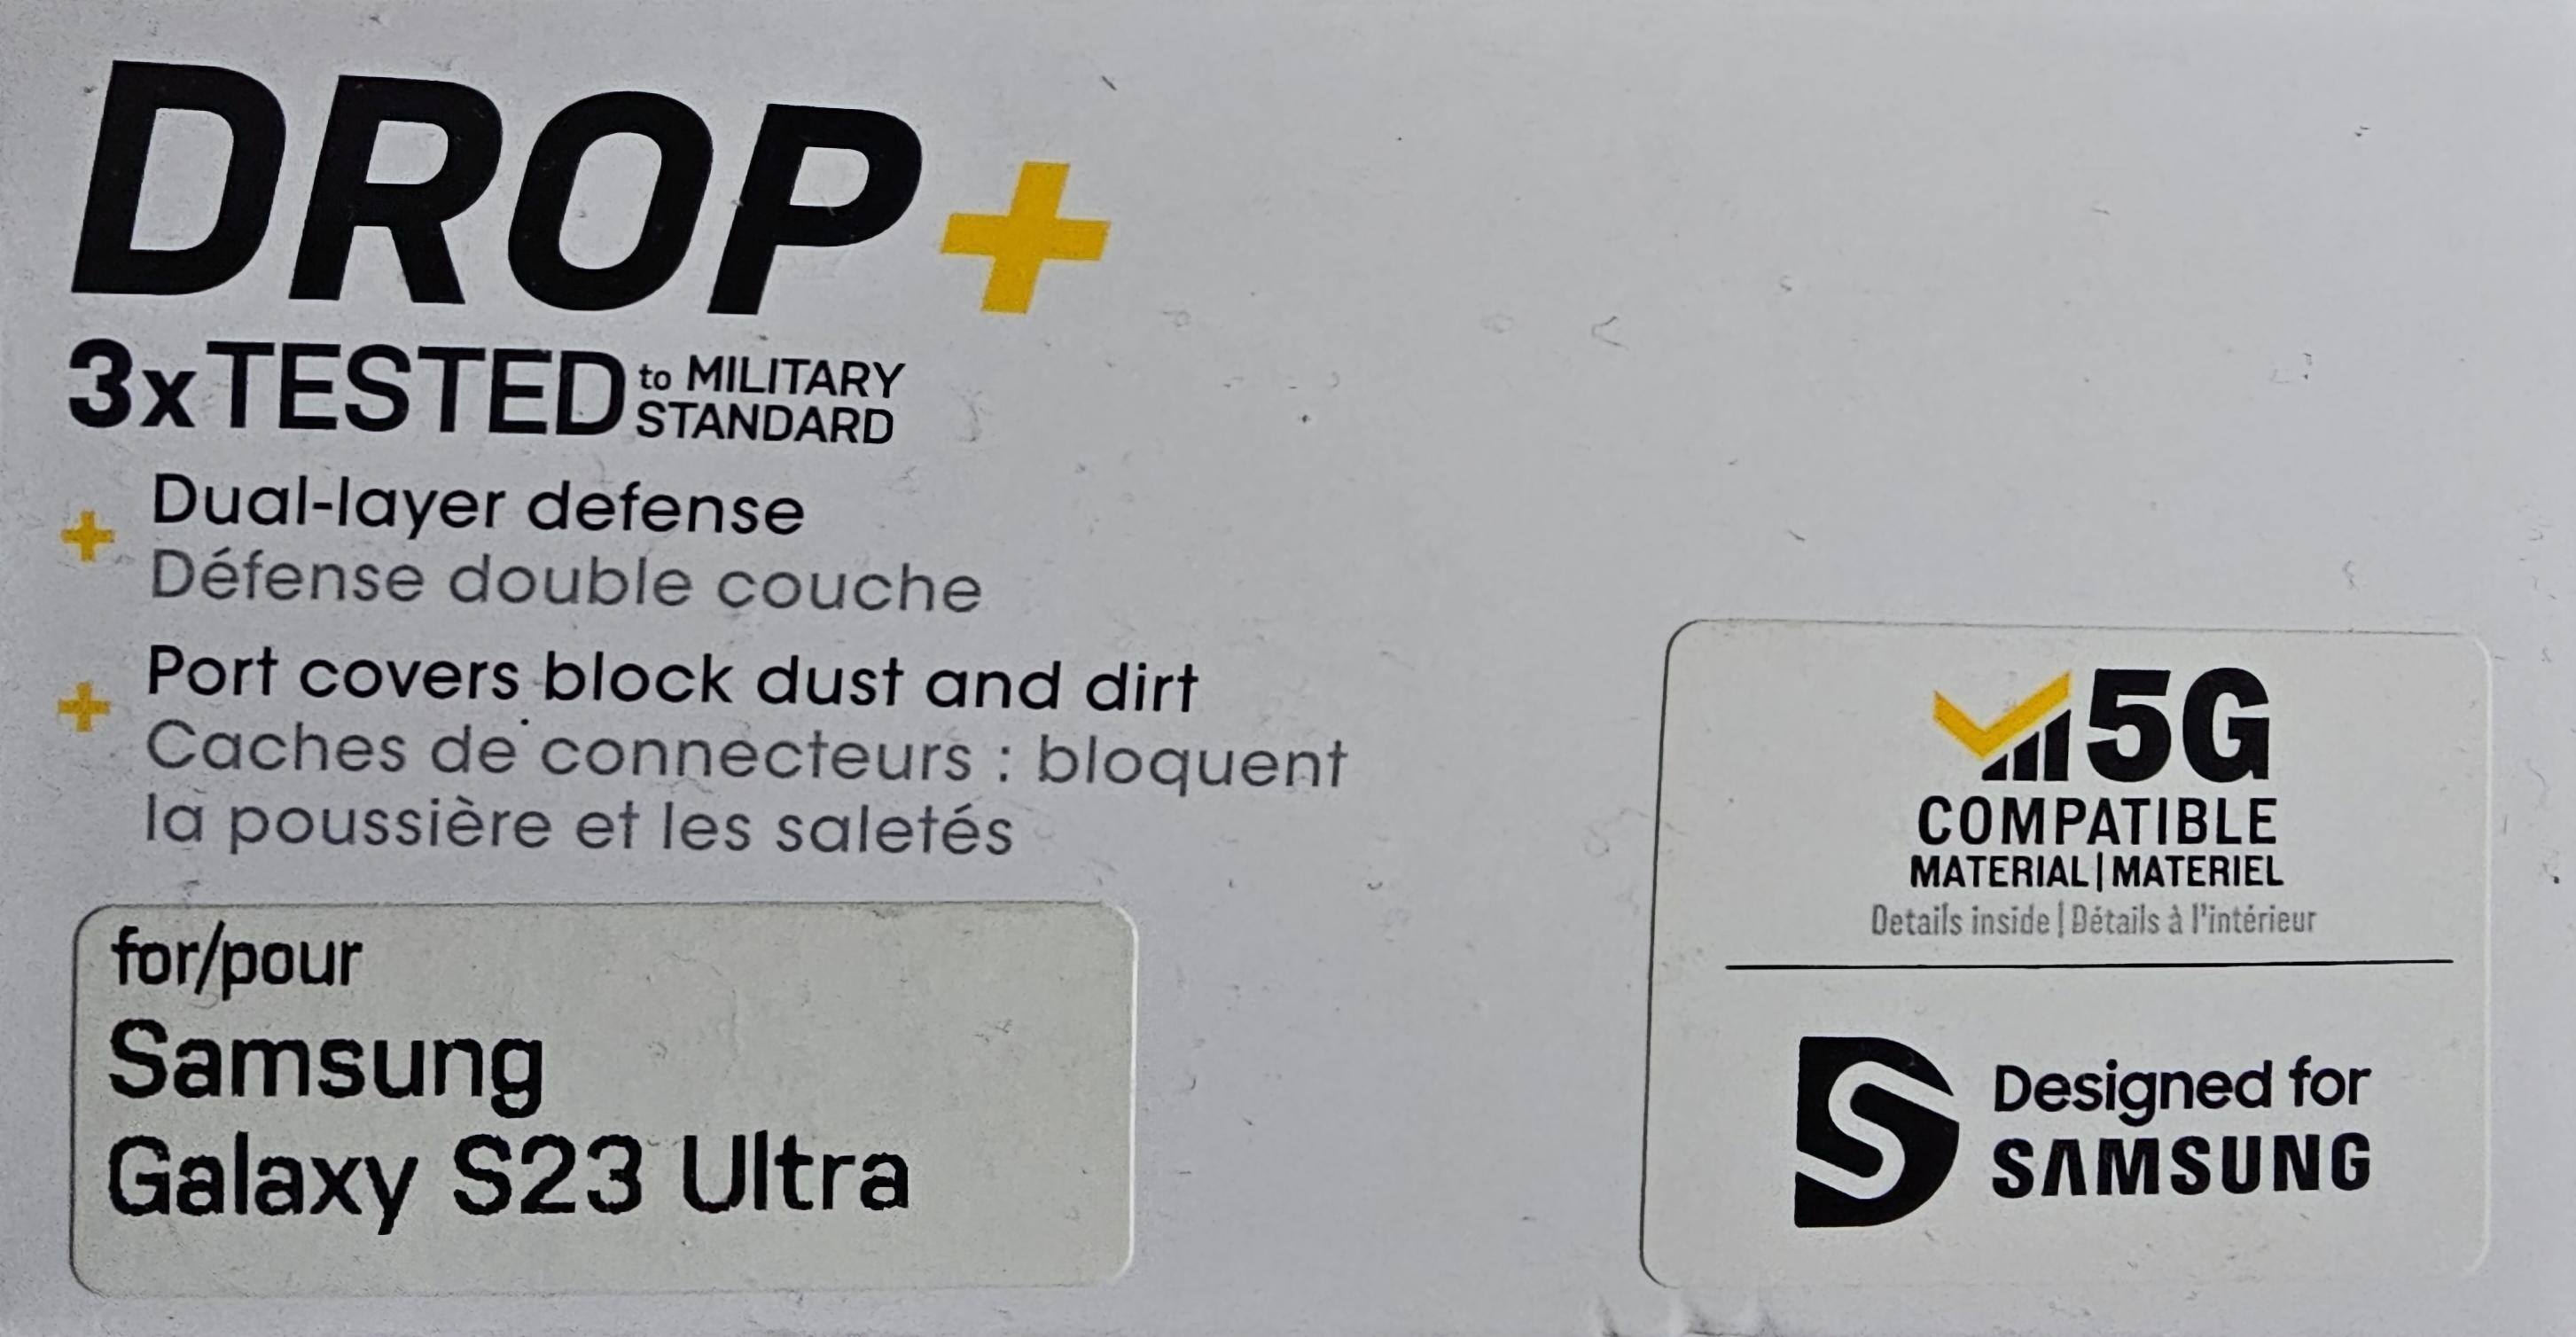 DROP+
3x TESTED to MILITARY
STANDARD
+ Dual-layer defense
Défense double couche
+ Port covers block dust and dirt
Caches de connecteurs : bloquent
la poussière et les saletés
for/pour
Samsung
Galaxy S23 Ultra
5G
COMPATIBLE
MATERIAL|MATERIEL
Details inside | Détails à l'intérieur
Designed for
SAMSUNG